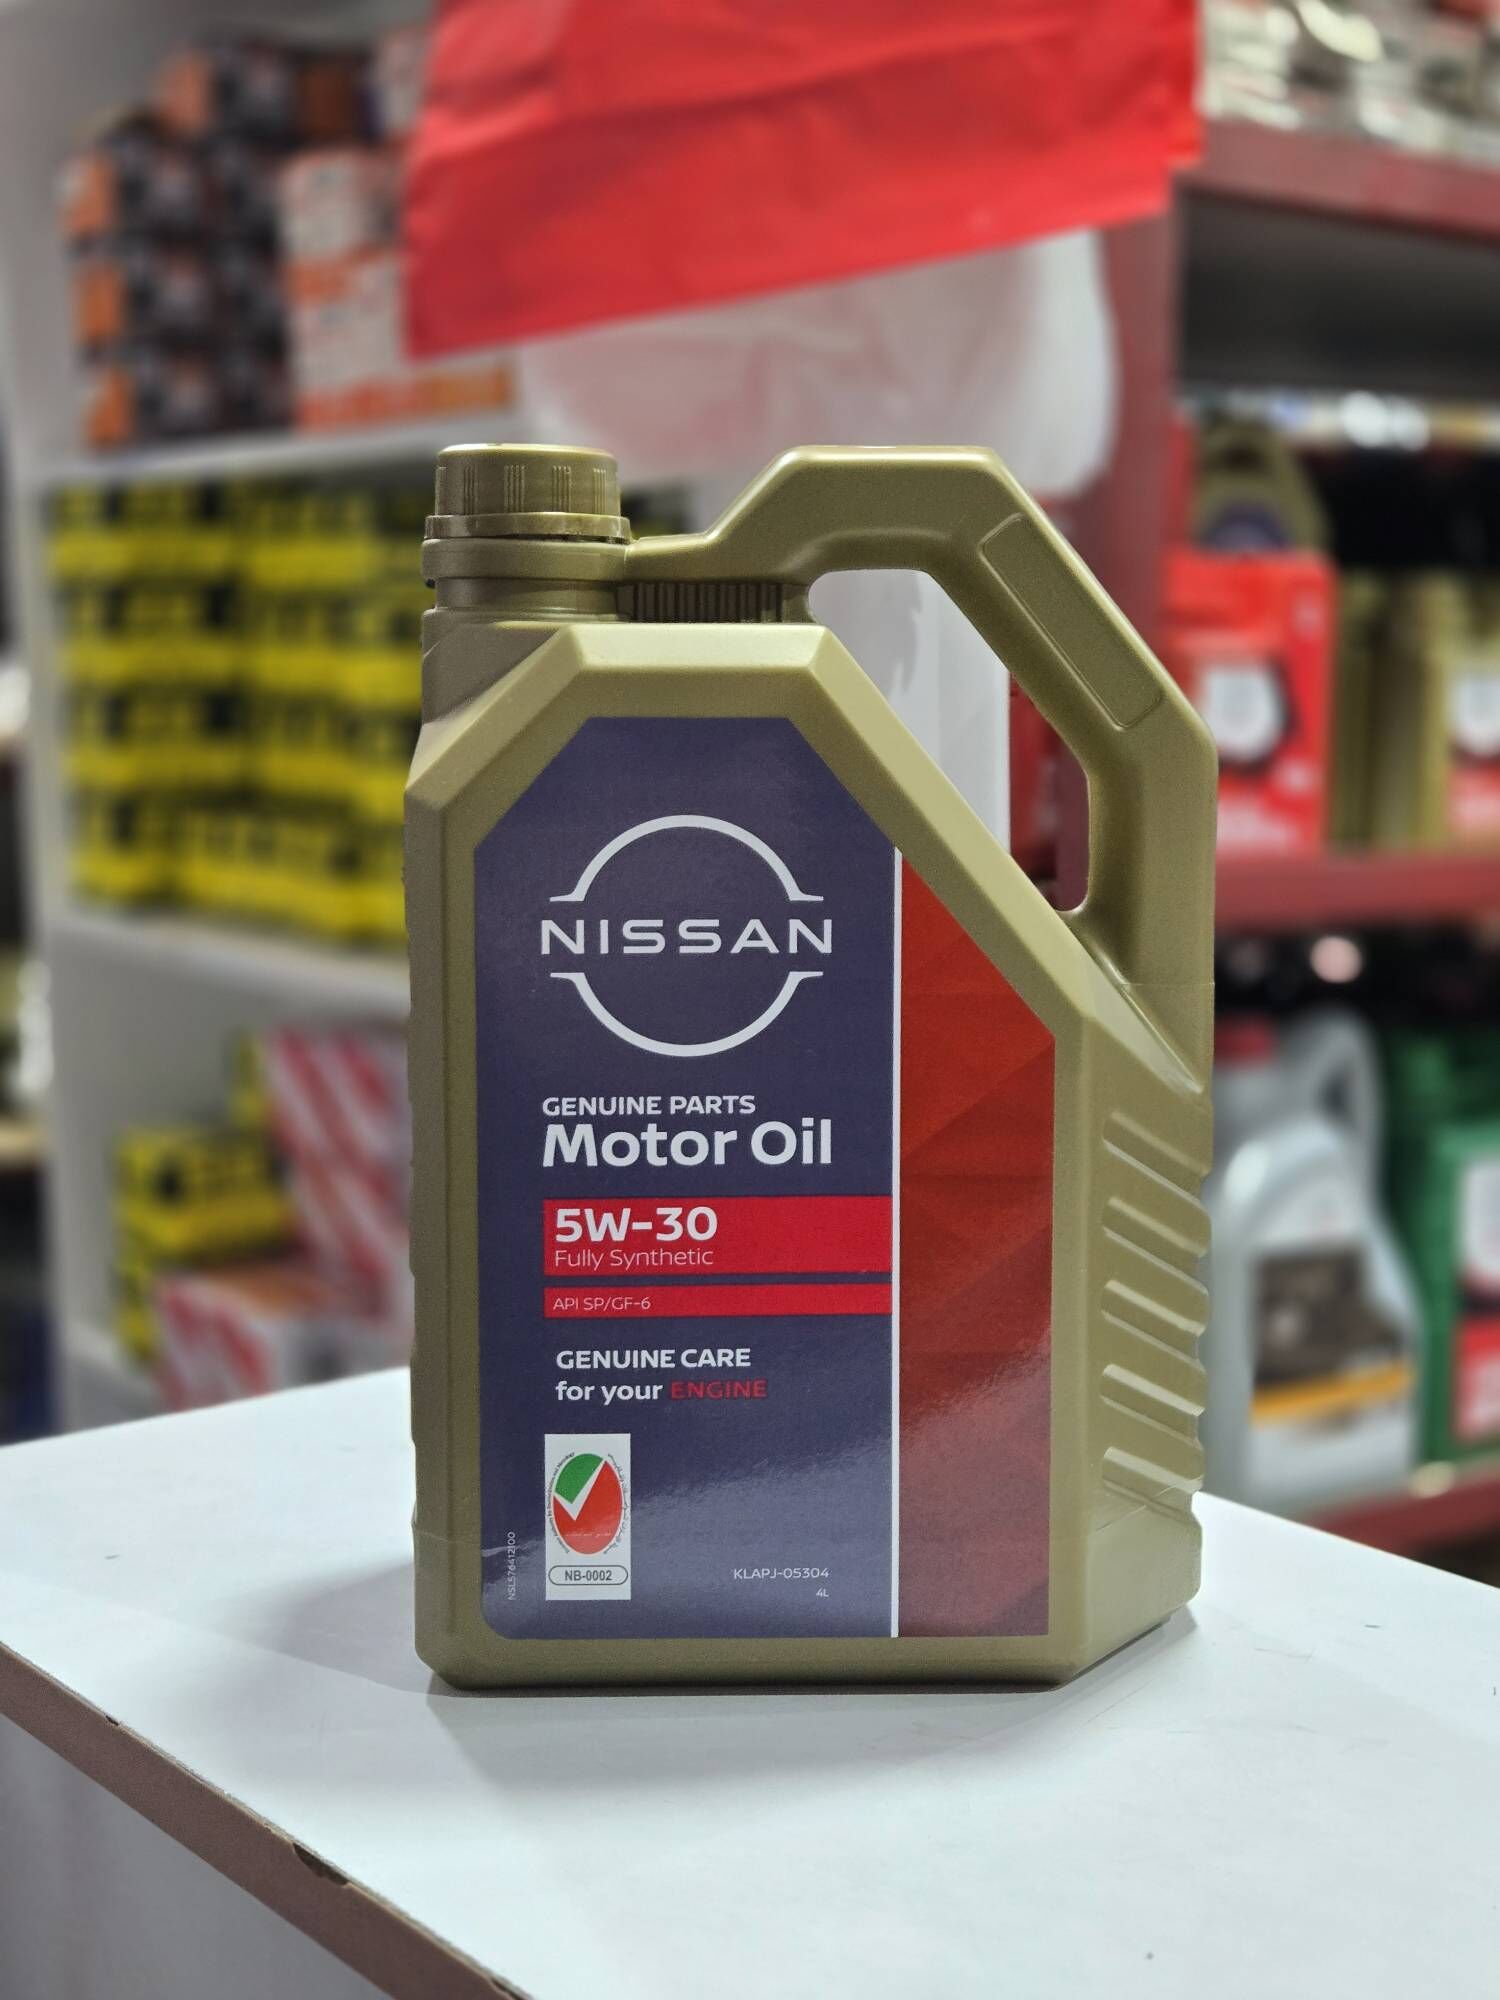 NISSAN
GENUINE PARTS
Motor Oil
5W-30
Fully Synthetic
API SP/GF-6
GENUINE CARE
for your ENGINE
NB-0002
KLAPJ-05304
4L
NSL576412100